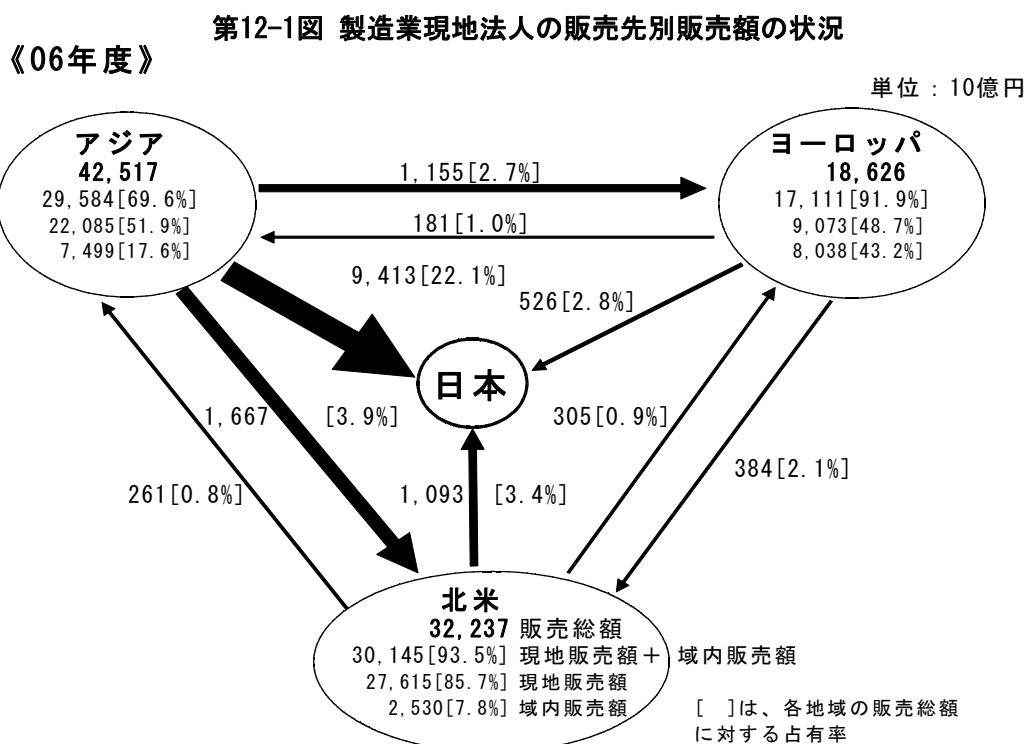 第12-1図 製造業現地法人の販売先別販売額の状況
《06年度》
単位：10億円
アジア
42,517
29,584[69.6%]
22,085[51.9%]
7,499[17.6%]
ヨーロッパ
18,626
17,111[91.9%]
9,073[48.7%]
8,038[43.2%]
1,155[2.7%]
181[1.0%]
9,413[22.1%]
526[2.8%]
日本
1,667 [3.9%]
305[0.9%]
384[2.1%]
261[0.8%]
1,093 [3.4%]
北米
32,237 販売総額
30,145[93.5%] 現地販売額＋ 域内販売額
27,615[85.7%] 現地販売額
2,530[7.8%] 域内販売額
[ ]は、各地域の販売総額
に対する占有率